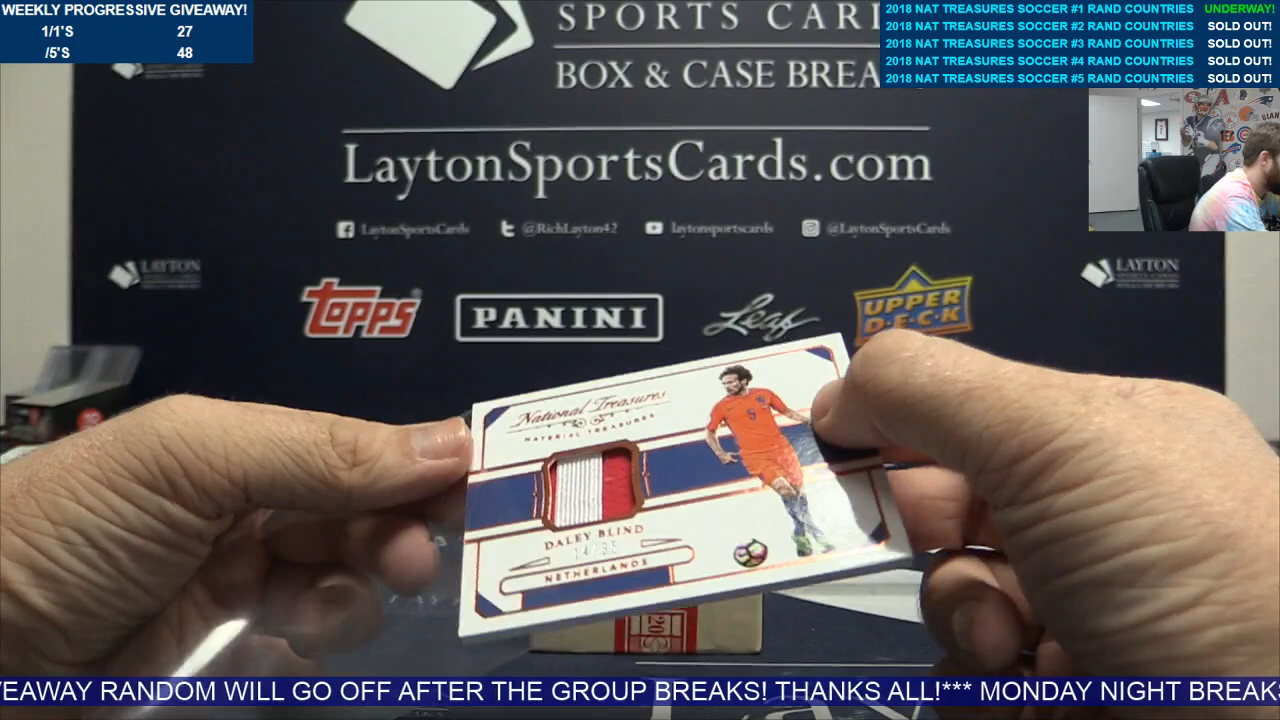 WEEKLY PROGRESSIVE GIVEAWAY!
1/1'S 27
/5'S 48
2018 NAT TREASURES SOCCER #1 RAND COUNTRIES UNDERWAY!
2018 NAT TREASURES SOCCER #2 RAND COUNTRIES SOLD OUT!
2018 NAT TREASURES SOCCER #3 RAND COUNTRIES SOLD OUT!
2018 NAT TREASURES SOCCER #4 RAND COUNTRIES SOLD OUT!
2018 NAT TREASURES SOCCER #5 RAND COUNTRIES SOLD OUT!
SPORTS CAR
BOX & CASE BREA
LaytonSportsCards.com
LaytonSportsCards @RichLayton42 laytonsportscards @LaytonSportsCards
LAYTON
LAYTON
TOPPS PANINI Leaf UPPER DECK
National Treasures
MATERIAL TREASURES
5
DALEY BLIND
NETHERLANDS
20
EAWAY RANDOM WILL GO OFF AFTER THE GROUP BREAKS! THANKS ALL!*** MONDAY NIGHT BREAK